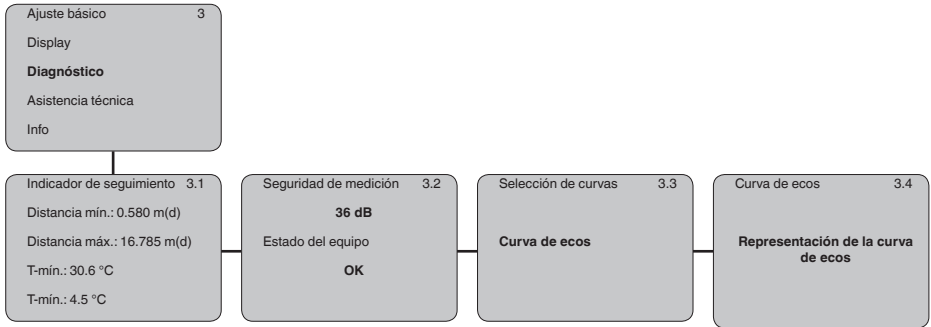 Ajuste básico 3
Display
Diagnóstico
Asistencia técnica
Info
Indicador de seguimiento 3.1
Distancia mín.: 0.580 m(d)
Distancia máx.: 16.785 m(d)
T-mín.: 30.6 °C
T-mín.: 4.5 °C
Seguridad de medición 3.2
36 dB
Estado del equipo
OK
Selección de curvas 3.3
Curva de ecos
Curva de ecos 3.4
Representación de la curva
de ecos